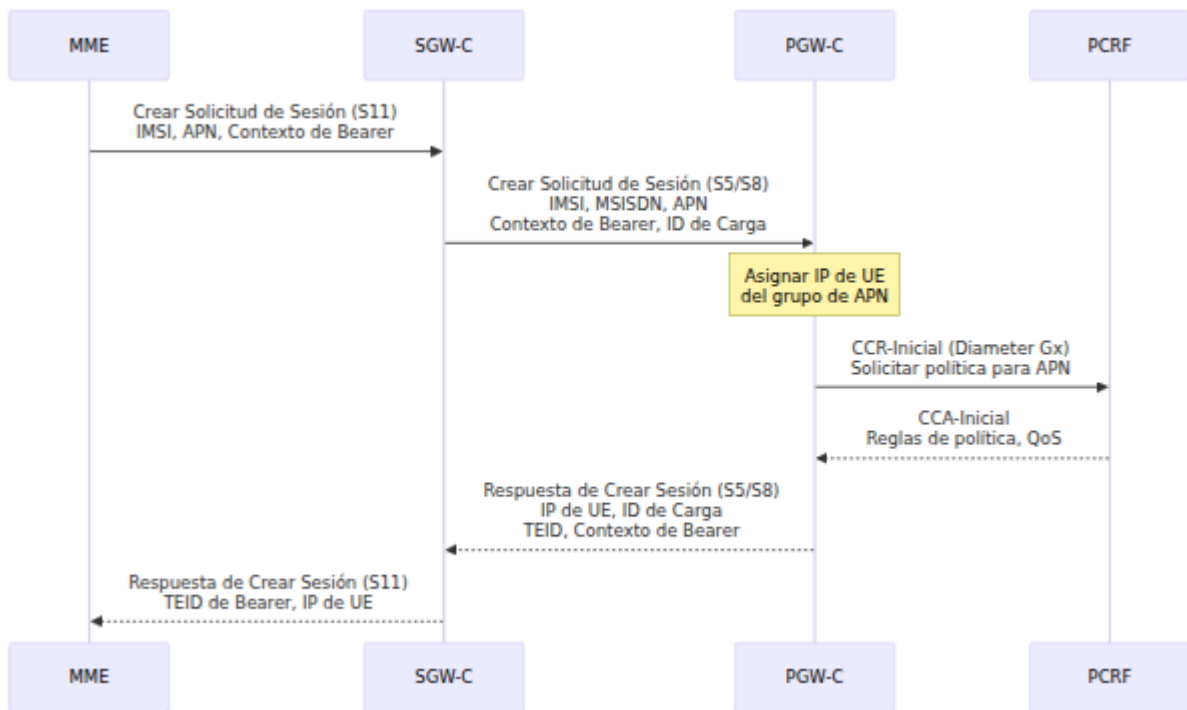 MME
SGW-C
PGW-C
PCRF
Crear Solicitud de Sesión (S11)
IMSI, APN, Contexto de Bearer
Crear Solicitud de Sesión (S5/S8)
IMSI, MSISDN, APN
Contexto de Bearer, ID de Carga
Asignar IP de UE
del grupo de APN
CCR-Inicial (Diameter Gx)
Solicitar política para APN
CCA-Inicial
Reglas de política, QoS
Respuesta de Crear Sesión (S5/S8)
IP de UE, ID de Carga
TEID, Contexto de Bearer
Respuesta de Crear Sesión (S11)
TEID de Bearer, IP de UE
MME
SGW-C
PGW-C
PCRF